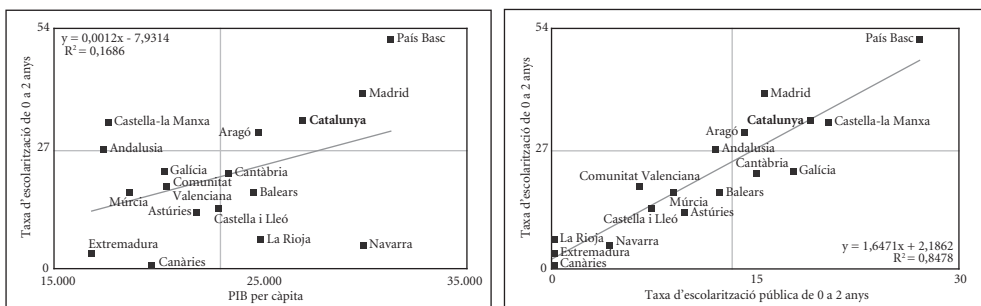 54
y = 0,0012x - 7,9314
R² = 0,1686
País Basc
Madrid
Castella-la Manxa
Catalunya
Aragó
27
Andalusia
Galícia
Cantàbria
Comunitat
Valenciana
Balears
Múrcia
Astúries
Castella i Lleó
La Rioja
Navarra
Extremadura
Canàries
0
15.000
25.000
35.000
PIB per càpita
Taxa d'escolarització de 0 a 2 anys
54
País Basc
Madrid
Catalunya
Castella-la Manxa
Aragó
27
Andalusia
Cantàbria
Galícia
Comunitat Valenciana
Múrcia
Balears
Castella i Lleó
Astúries
La Rioja
Navarra
Extremadura
Canàries
y = 1,6471x + 2,1862
R² = 0,8478
0
0
15
30
Taxa d'escolarització pública de 0 a 2 anys
Taxa d'escolarització de 0 a 2 anys